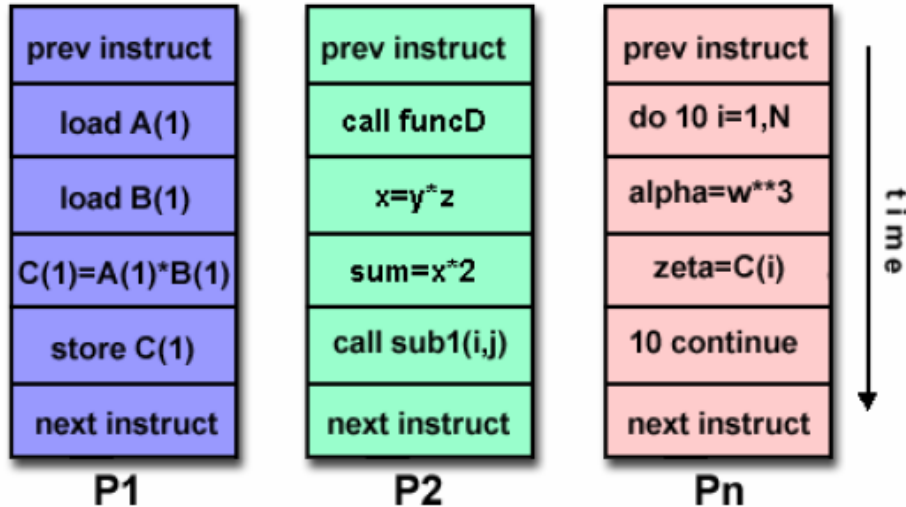 prev instruct
load A(1)
load B(1)
C(1)=A(1)*B(1)
store C(1)
next instruct
P1
prev instruct
call funcD
x=y*z
sum=x*2
call sub1(i,j)
next instruct
P2
prev instruct
do 10 i=1,N
alpha=w**3
zeta=C(i)
10 continue
next instruct
Pn
time